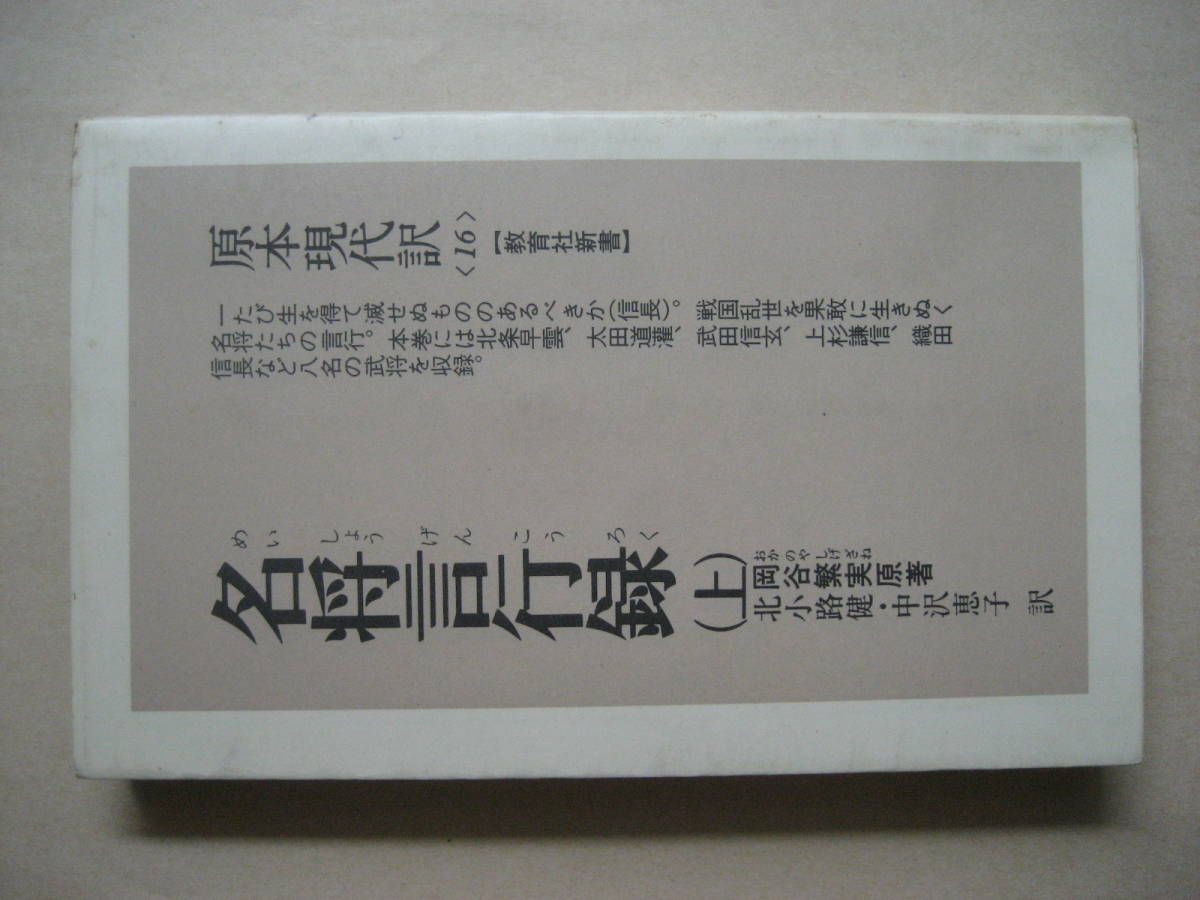 原本現代訳〈16〉【教育社新書】
一たび生を得て滅せぬもののあるべきか（信長）。戦国乱世を果敢に生きぬく
名将たちの言行。本巻には北条早雲、太田道灌、武田信玄、上杉謙信、織田
信長など八名の武将を収録。
めいしょうげんこうろく
名将言行録（上）
おかのやしげざね
岡谷繁実原著
北小路健・中沢恵子 訳